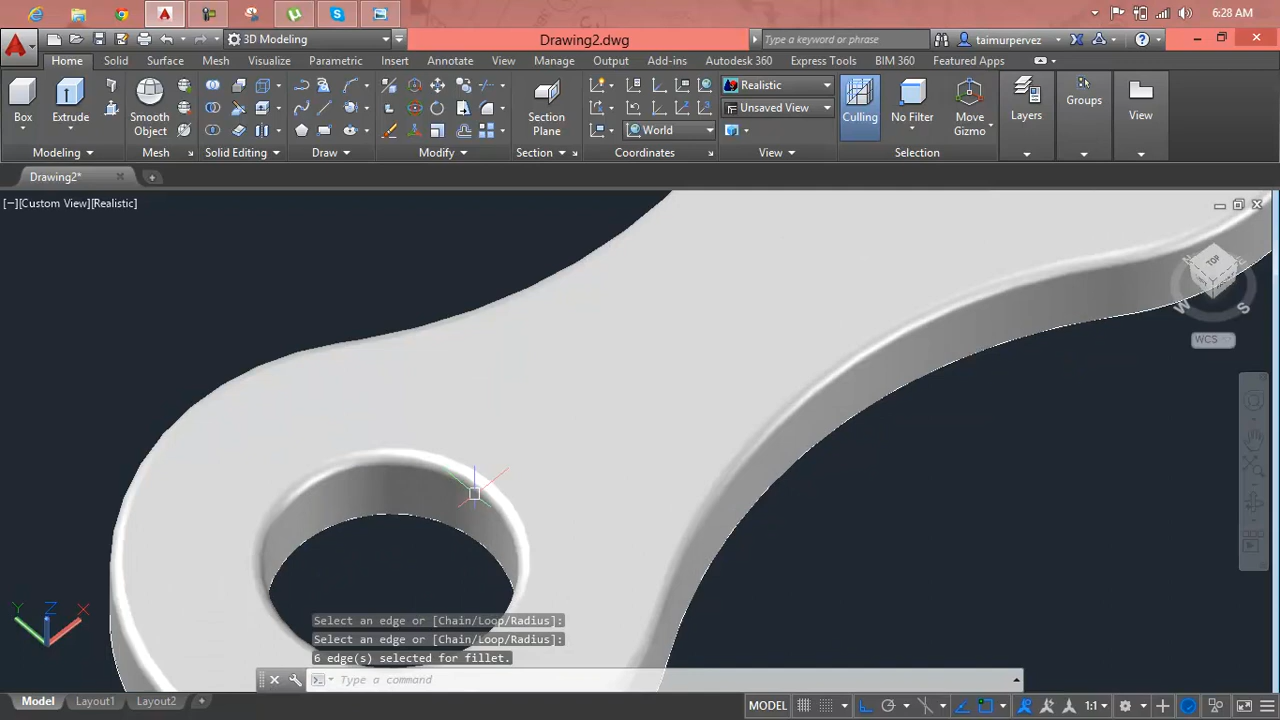 6:28 AM
3D Modeling
Drawing2.dwg
Type a keyword or phrase
taimurpervez
Home Solid Surface Mesh Visualize Parametric Insert Annotate View Manage Output Add-ins Autodesk 360 Express Tools BIM 360 Featured Apps
Realistic
Unsaved View
World
Box Extrude Smooth Object Section Plane Culling No Filter Move Gizmo Layers Groups View
Modeling Mesh Solid Editing Draw Modify Section Coordinates View Selection
Drawing2*
[−][Custom View][Realistic]
TOP
W S
WCS
Y Z X
Select an edge or [Chain/Loop/Radius]:
Select an edge or [Chain/Loop/Radius]:
6 edge(s) selected for fillet.
Type a command
Model Layout1 Layout2
MODEL 1:1